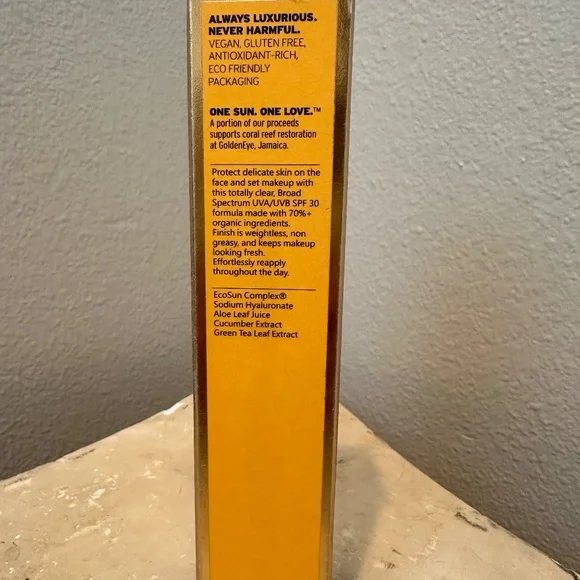 ALWAYS LUXURIOUS.
NEVER HARMFUL.
VEGAN, GLUTEN FREE,
ANTIOXIDANT-RICH,
ECO FRIENDLY
PACKAGING
ONE SUN. ONE LOVE.™
A portion of our proceeds
supports coral reef restoration
at GoldenEye, Jamaica.
Protect delicate skin on the
face and set makeup with
this totally clear, Broad
Spectrum UVA/UVB SPF 30
formula made with 70%+
organic ingredients.
Finish is weightless, non
greasy, and keeps makeup
looking fresh.
Effortlessly reapply
throughout the day.
EcoSun Complex®
Sodium Hyaluronate
Aloe Leaf Juice
Cucumber Extract
Green Tea Leaf Extract